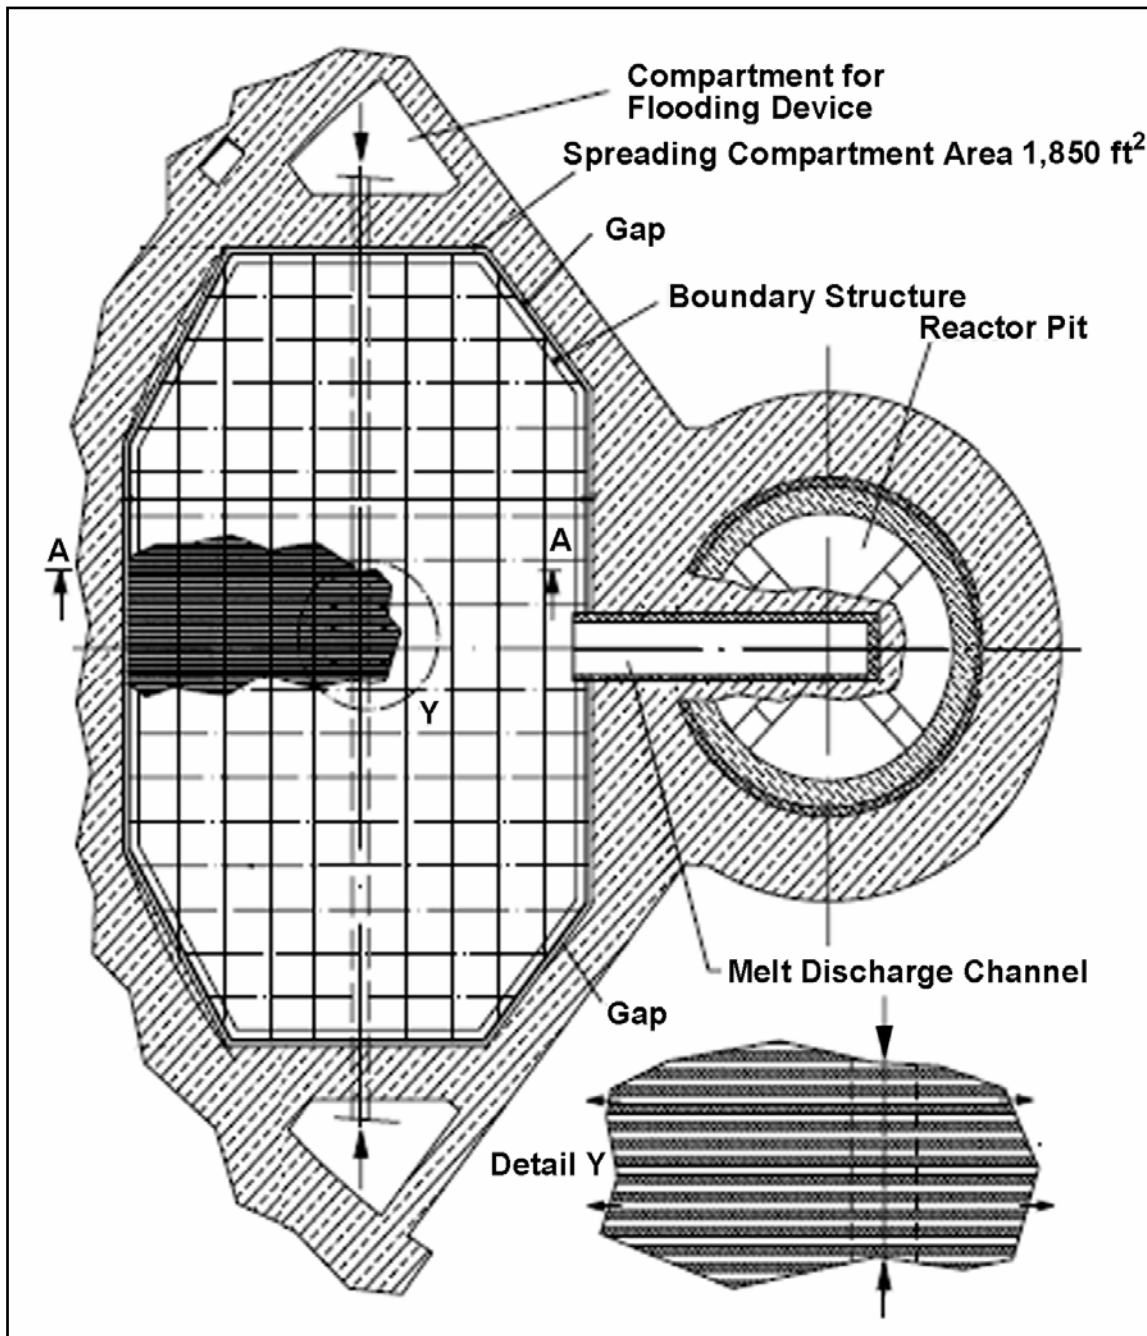 Compartment for
Flooding Device
Spreading Compartment Area 1,850 ft²
Gap
Boundary Structure
Reactor Pit
A
A
Y
Melt Discharge Channel
Gap
Detail Y